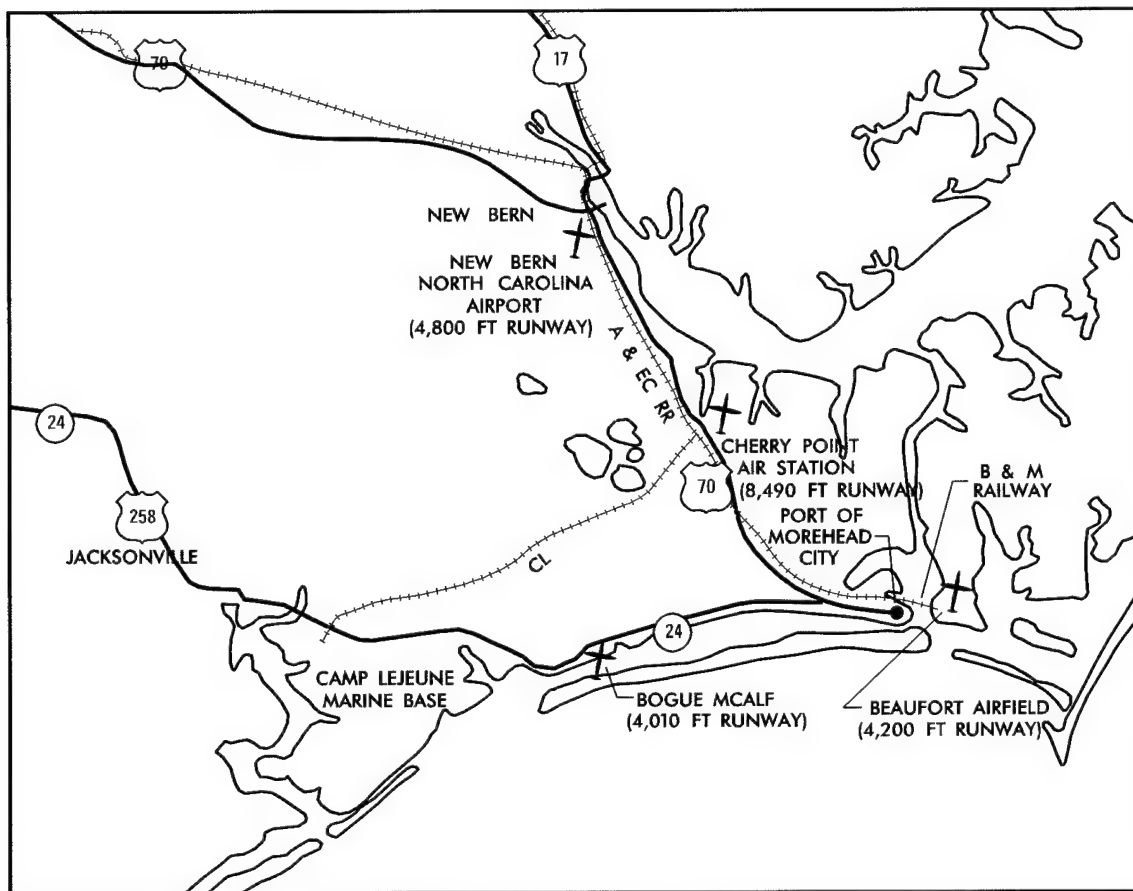 70
17
NEW BERN
NEW BERN
NORTH CAROLINA
AIRPORT
(4,800 FT RUNWAY)
A & EC RR
24
CHERRY POINT
AIR STATION
(8,490 FT RUNWAY)
70
B & M
RAILWAY
PORT OF
MOREHEAD
CITY
258
JACKSONVILLE
CL
24
CAMP LEJEUNE
MARINE BASE
BOGUE MCALF
(4,010 FT RUNWAY)
BEAUFORT AIRFIELD
(4,200 FT RUNWAY)